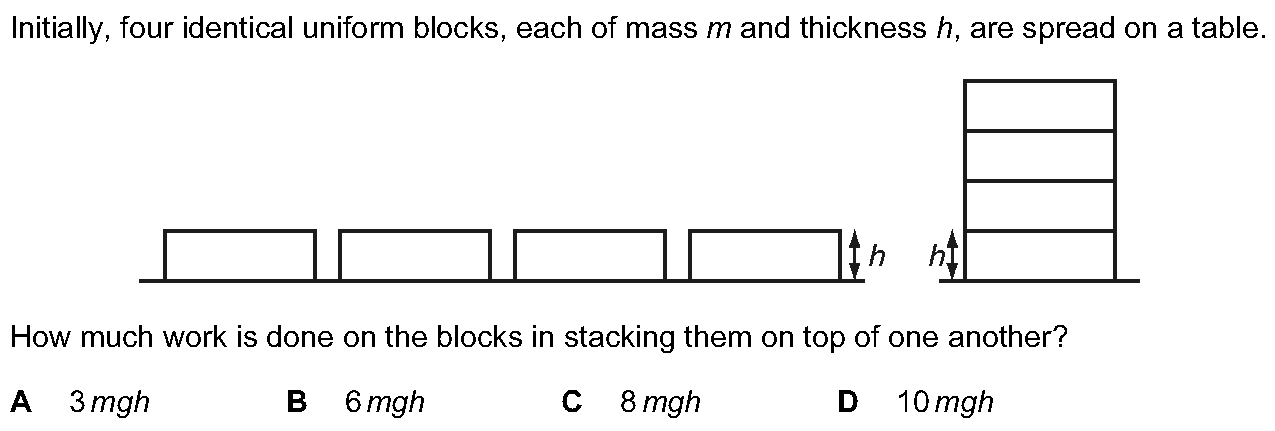 Initially, four identical uniform blocks, each of mass m and thickness h, are spread on a table.
h h
How much work is done on the blocks in stacking them on top of one another?
A 3 mgh B 6 mgh C 8 mgh D 10 mgh